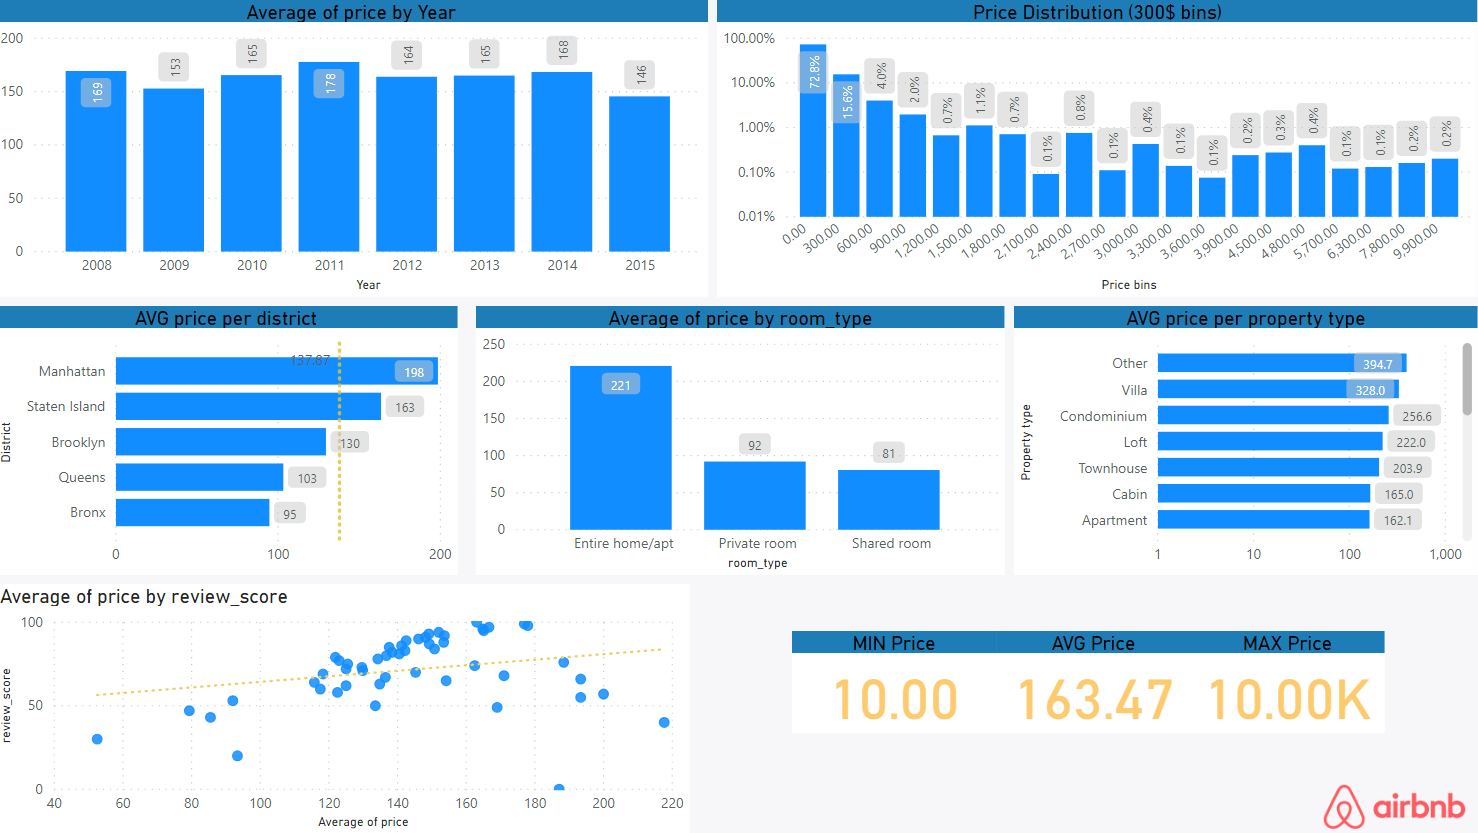 Average of price by Year
200
150
100
50
0
169
153
165
178
164
165
168
146
2008 2009 2010 2011 2012 2013 2014 2015
Year
Price Distribution (300$ bins)
100.00%
10.00%
1.00%
0.10%
0.01%
72.8%
15.6%
4.0%
2.0%
0.7%
1.1%
0.7%
0.1%
0.8%
0.1%
0.4%
0.1%
0.1%
0.2%
0.3%
0.4%
0.1%
0.1%
0.2%
0.2%
0.00 300.00 600.00 900.00 1,200.00 1,500.00 1,800.00 2,100.00 2,400.00 2,700.00 3,000.00 3,300.00 3,600.00 3,900.00 4,500.00 4,800.00 5,700.00 6,300.00 7,800.00 9,900.00
Price bins
AVG price per district
137.87
District
Manhattan 198
Staten Island 163
Brooklyn 130
Queens 103
Bronx 95
0 100 200
Average of price by room_type
250
200
150
100
50
0
221
92
81
Entire home/apt Private room Shared room
room_type
AVG price per property type
Property type
Other 394.7
Villa 328.0
Condominium 256.6
Loft 222.0
Townhouse 203.9
Cabin 165.0
Apartment 162.1
1 10 100 1,000
Average of price by review_score
review_score
100
50
0
40 60 80 100 120 140 160 180 200 220
Average of price
MIN Price AVG Price MAX Price
10.00 163.47 10.00K
airbnb